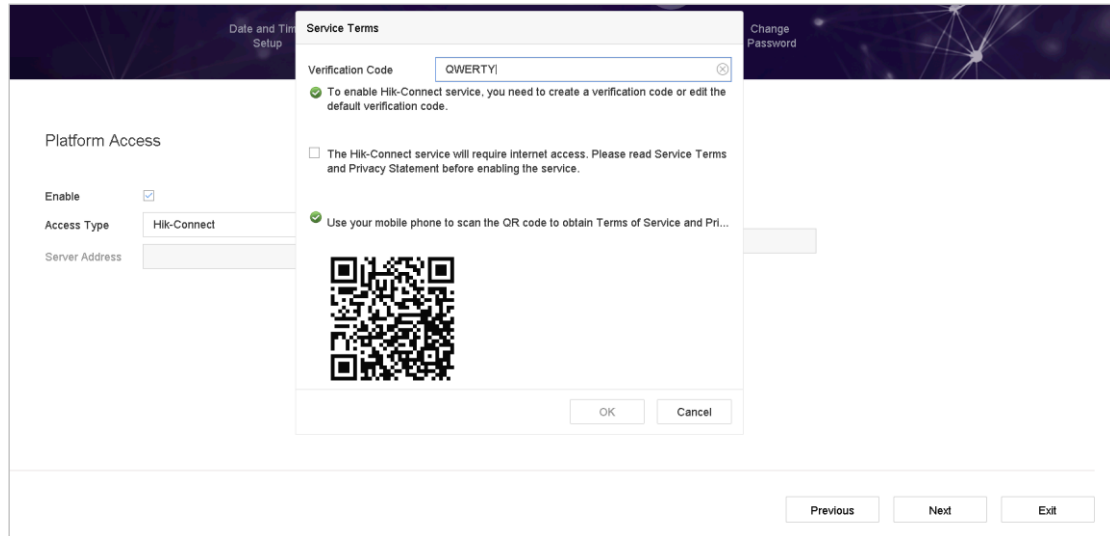 Date and Tim
Setup
Service Terms
Change
Password
Verification Code
QWERTY
To enable Hik-Connect service, you need to create a verification code or edit the
default verification code.
Platform Access
The Hik-Connect service will require internet access. Please read Service Terms
and Privacy Statement before enabling the service.
Enable
Access Type
Hik-Connect
Use your mobile phone to scan the QR code to obtain Terms of Service and Pri...
Server Address
OK
Cancel
Previous
Next
Exit